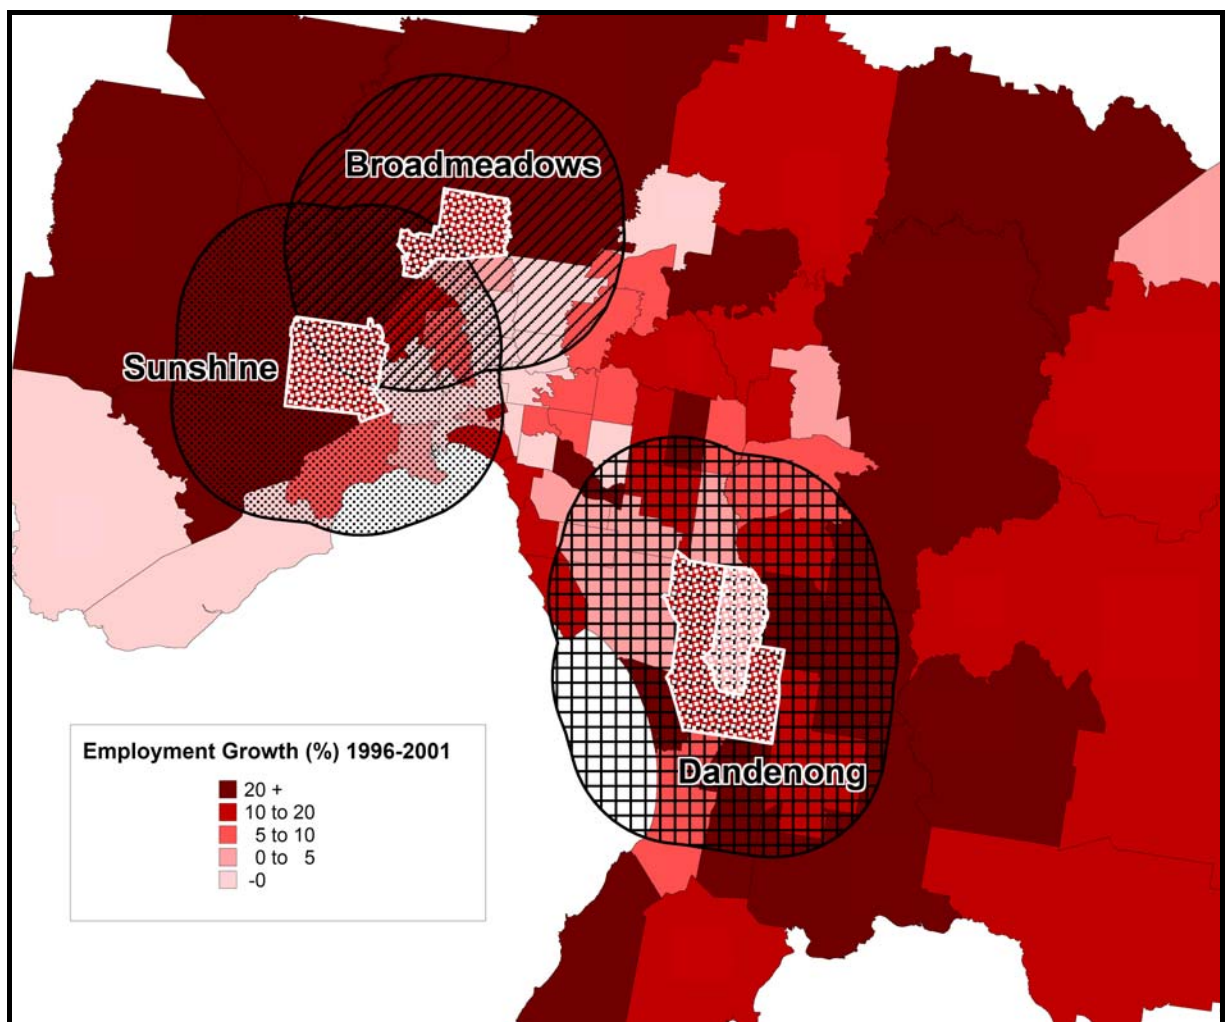 Broadmeadows
Sunshine
Dandenong
Employment Growth (%) 1996-2001
20 +
10 to 20
5 to 10
0 to 5
-0